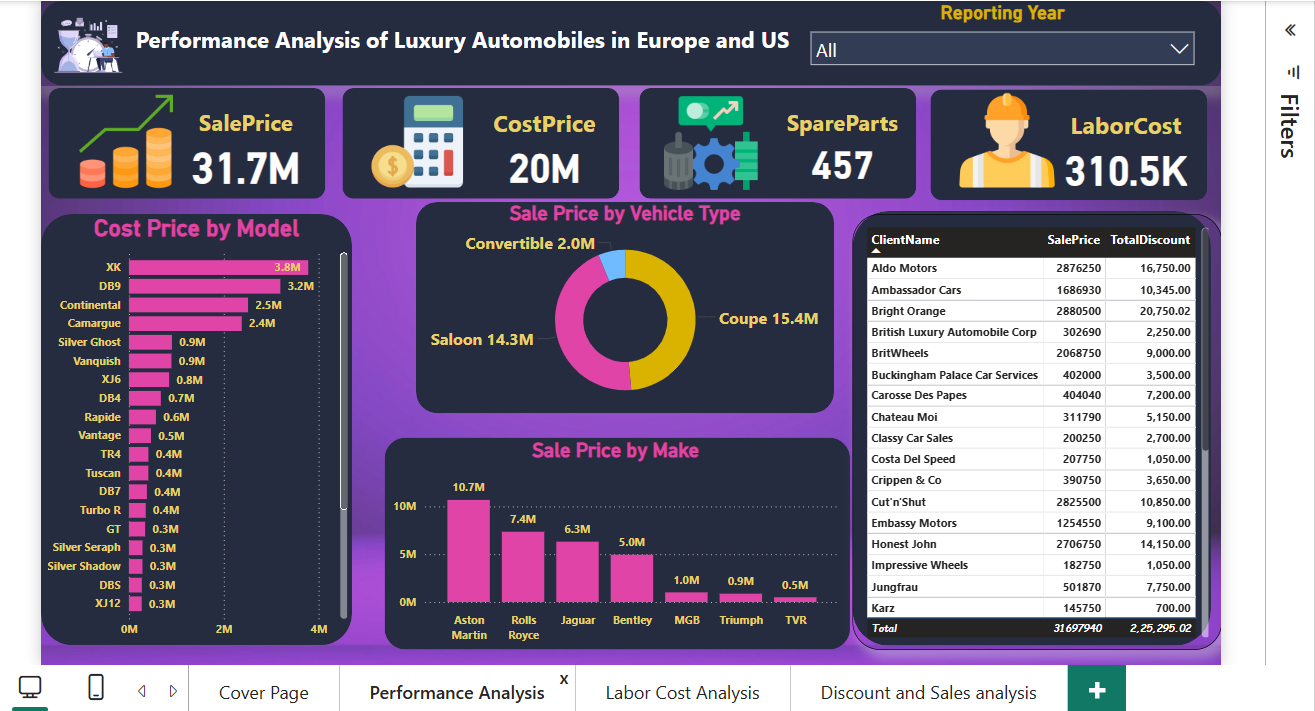 Reporting Year
Performance Analysis of Luxury Automobiles in Europe and US
All
Filters
SalePrice
31.7M
CostPrice
20M
SpareParts
457
LaborCost
310.5K
Cost Price by Model
XK 3.8M
DB9 3.2M
Continental 2.5M
Camargue 2.4M
Silver Ghost 0.9M
Vanquish 0.9M
XJ6 0.8M
DB4 0.7M
Rapide 0.6M
Vantage 0.5M
TR4 0.4M
Tuscan 0.4M
DB7 0.4M
Turbo R 0.4M
GT 0.3M
Silver Seraph 0.3M
Silver Shadow 0.3M
DBS 0.3M
XJ12 0.3M
0M 2M 4M
Sale Price by Vehicle Type
Convertible 2.0M
Coupe 15.4M
Saloon 14.3M
Sale Price by Make
10.7M
10M
7.4M
6.3M
5.0M
5M
1.0M 0.9M 0.5M
0M
Aston Martin
Rolls Royce
Jaguar
Bentley
MGB
Triumph
TVR
ClientName SalePrice TotalDiscount
Aldo Motors 2876250 16,750.00
Ambassador Cars 1686930 10,345.00
Bright Orange 2880500 20,750.02
British Luxury Automobile Corp 302690 2,250.00
BritWheels 2068750 9,000.00
Buckingham Palace Car Services 402000 3,500.00
Carosse Des Papes 404040 7,200.00
Chateau Moi 311790 5,150.00
Classy Car Sales 200250 2,700.00
Costa Del Speed 207750 1,050.00
Crippen & Co 390750 3,650.00
Cut'n'Shut 2825500 10,850.00
Embassy Motors 1254550 9,100.00
Honest John 2706750 14,150.00
Impressive Wheels 182750 1,050.00
Jungfrau 501870 7,750.00
Karz 145750 700.00
Total 31697940 2,25,295.02
Cover Page
Performance Analysis
x
Labor Cost Analysis
Discount and Sales analysis
+